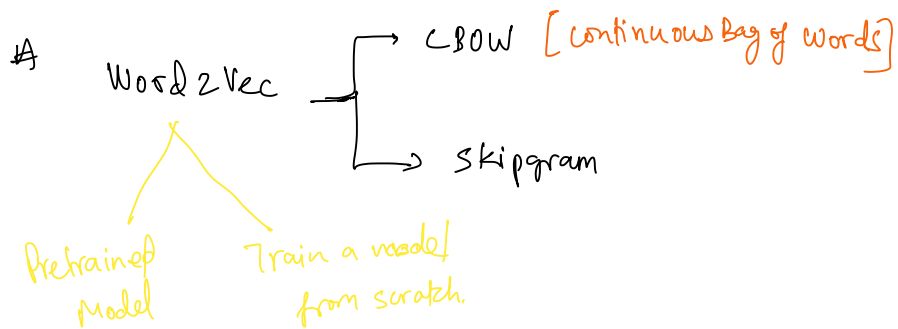 CBOW [Continuous Bag of Words]
Word2Vec
Skipgram
Pretrained
Model
Train a model
from scratch.